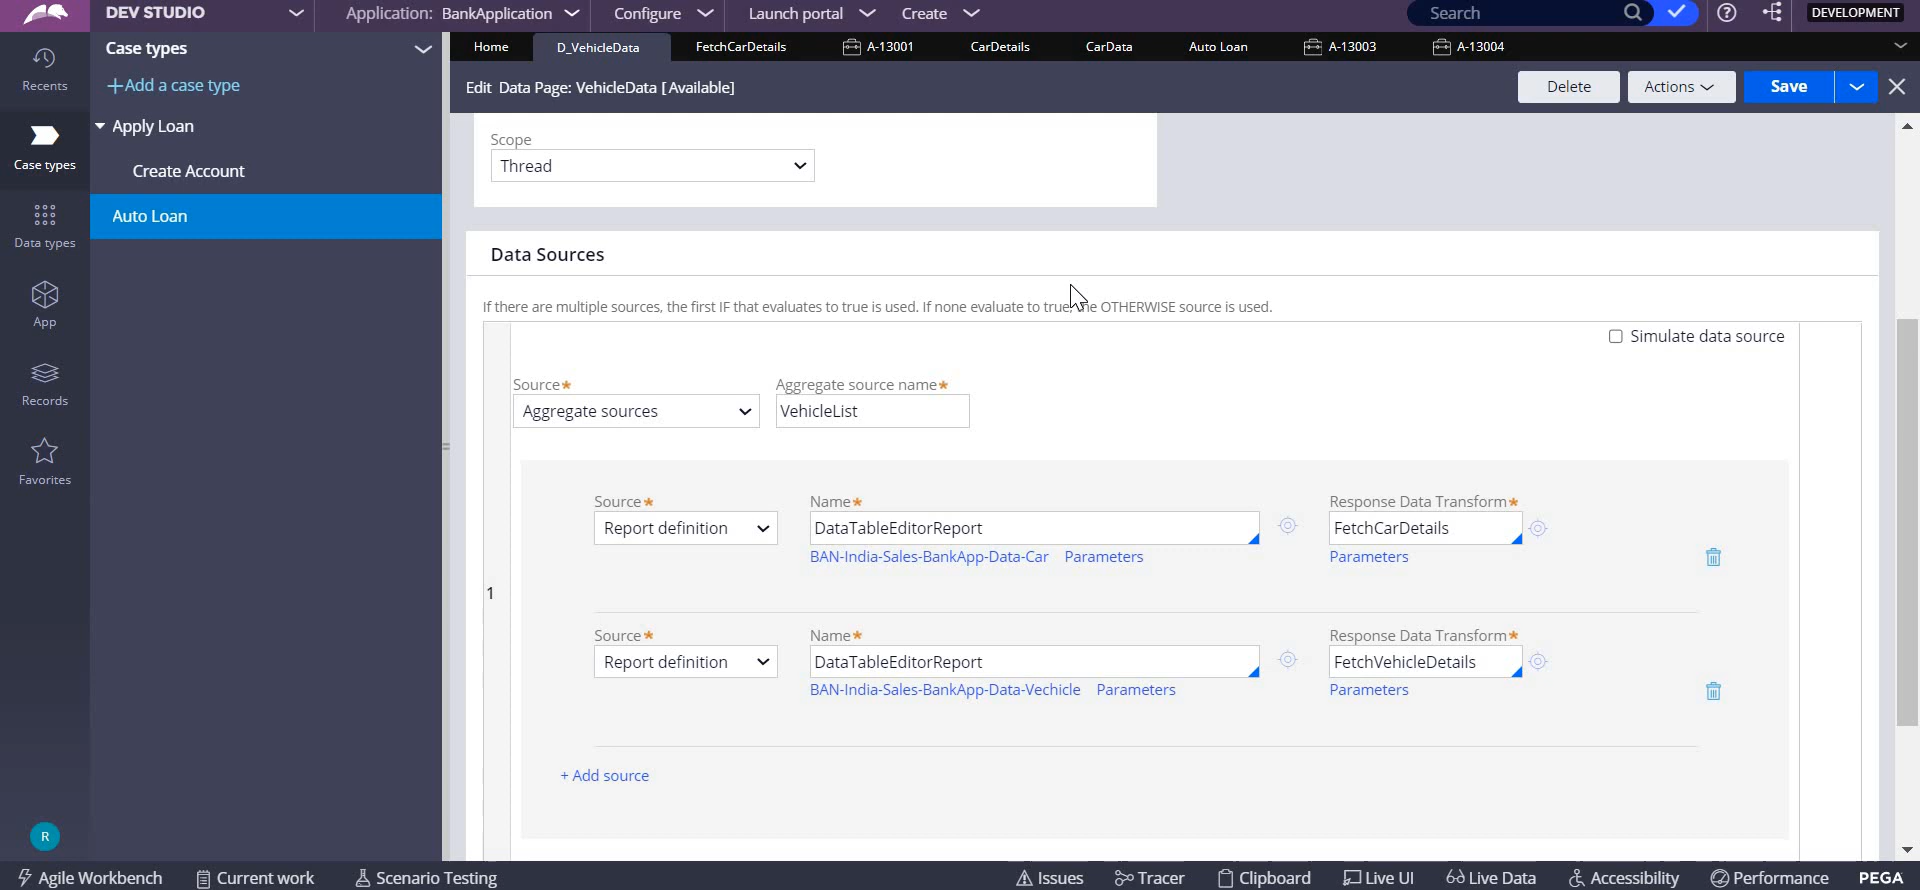 DEV STUDIO
Application: BankApplication
Configure
Launch portal
Create
Search
DEVELOPMENT
Recents
Case types
Data types
App
Records
Favorites
R
Case types
+Add a case type
Apply Loan
Create Account
Auto Loan
Home
D_VehicleData
FetchCarDetails
A-13001
CarDetails
CarData
Auto Loan
A-13003
A-13004
Edit Data Page: VehicleData [Available]
Delete
Actions
Save
Scope
Thread
Data Sources
If there are multiple sources, the first IF that evaluates to true is used. If none evaluate to true, the OTHERWISE source is used.
Simulate data source
Source* Aggregate source name*
Aggregate sources VehicleList
1
Source* Name* Response Data Transform*
Report definition DataTableEditorReport FetchCarDetails
BAN-India-Sales-BankApp-Data-Car Parameters Parameters
Source* Name* Response Data Transform*
Report definition DataTableEditorReport FetchVehicleDetails
BAN-India-Sales-BankApp-Data-Vechicle Parameters Parameters
+ Add source
Agile Workbench
Current work
Scenario Testing
Issues
Tracer
Clipboard
Live UI
Live Data
Accessibility
Performance
PEGA